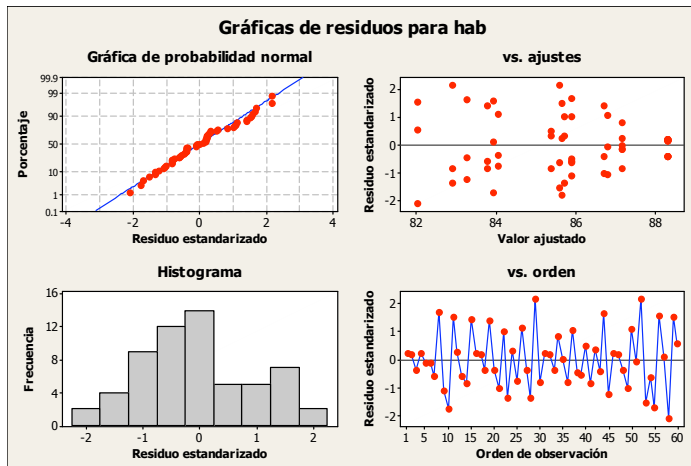 Gráficas de residuos para hab
Gráfica de probabilidad normal
Porcentaje
99.9
99
90
50
10
1
0.1
-4 -2 0 2 4
Residuo estandarizado
vs. ajustes
Residuo estandarizado
2
1
0
-1
-2
82 84 86 88
Valor ajustado
Histograma
Frecuencia
16
12
8
4
0
-2 -1 0 1 2
Residuo estandarizado
vs. orden
Residuo estandarizado
2
1
0
-1
-2
1 5 10 15 20 25 30 35 40 45 50 55 60
Orden de observación